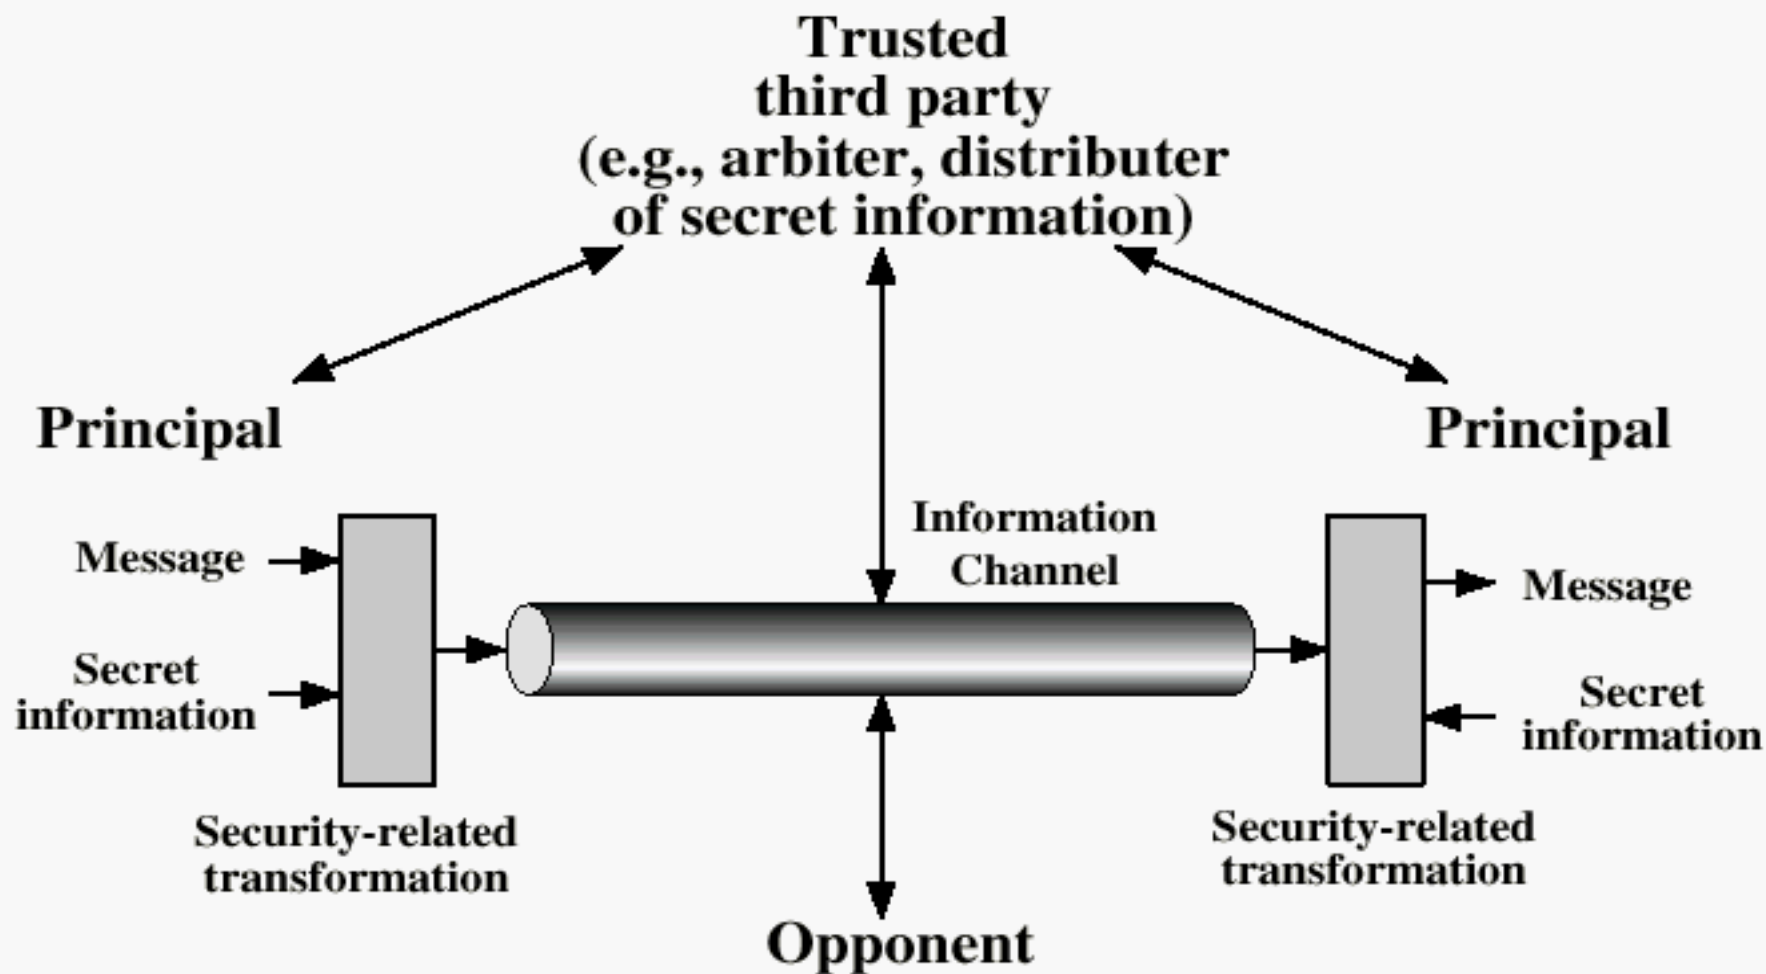 Trusted
third party
(e.g., arbiter, distributer
of secret information)
Principal
Principal
Information
Channel
Message
Secret
information
Message
Secret
information
Security-related
transformation
Security-related
transformation
Opponent